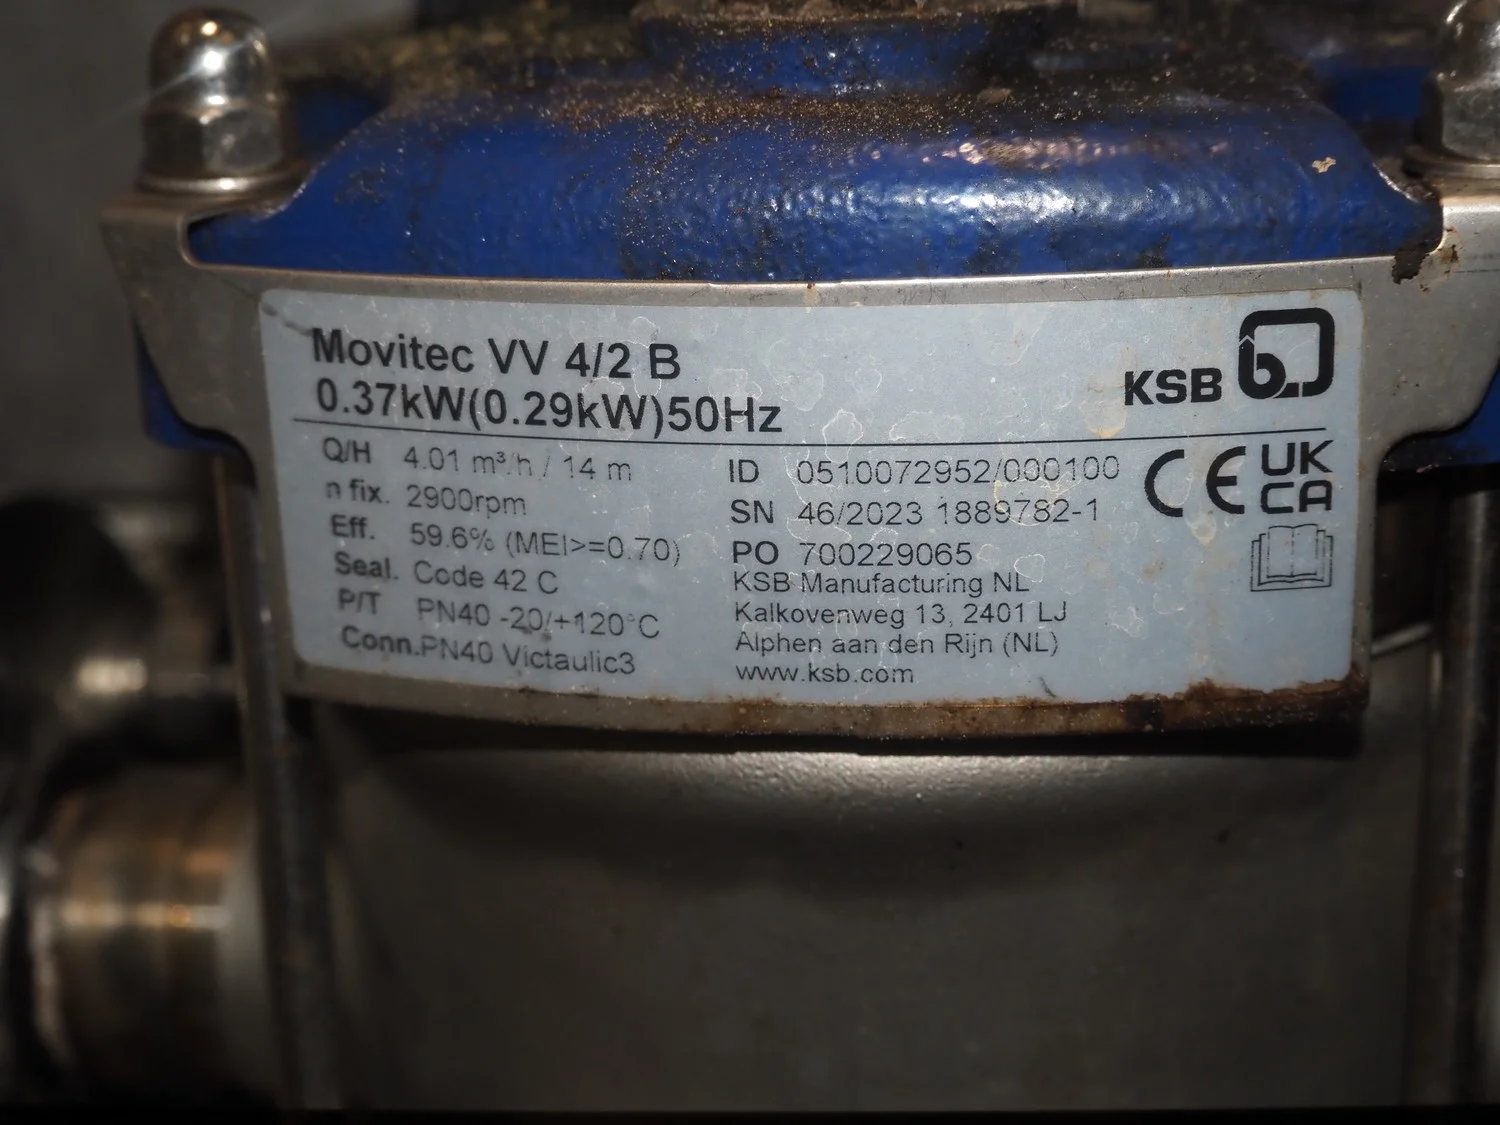 Movitec VV 4/2 B
0.37kW(0.29kW)50Hz
KSB
Q/H 4.01 m³/h / 14 m
n fix. 2900rpm
Eff. 59.6% (MEI>=0.70)
Seal. Code 42 C
P/T PN40 -20/+120°C
Conn.PN40 Victaulic3
ID 0510072952/000100
SN 46/2023 1889782-1
PO 700229065
KSB Manufacturing NL
Kalkovenweg 13, 2401 LJ
Alphen aan den Rijn (NL)
www.ksb.com
CE
UK
CA